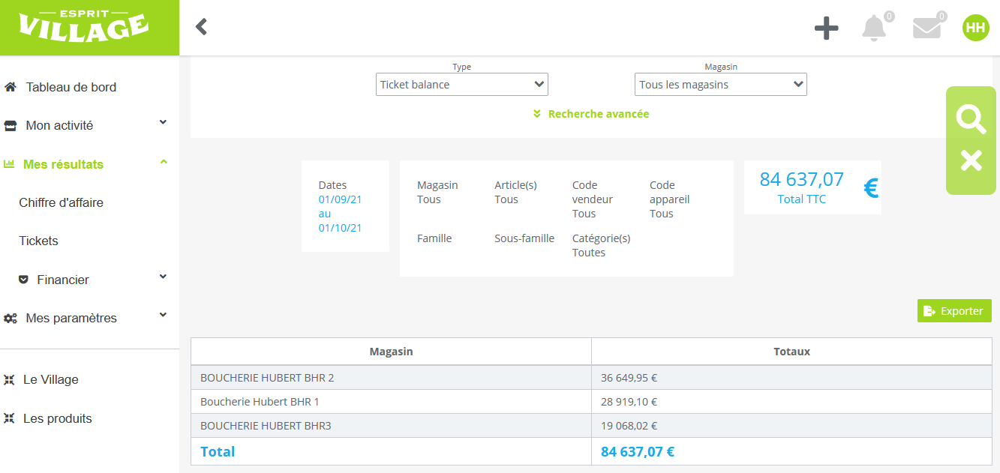 ESPRIT
VILLAGE
0
0
HH
Type
Magasin
Ticket balance
Tous les magasins
Recherche avancée
Tableau de bord
Mon activité
Mes résultats
Chiffre d'affaire
Tickets
Financier
Mes paramètres
Le Village
Les produits
Dates
01/09/21
au
01/10/21
Magasin
Tous
Article(s)
Tous
Code
vendeur
Tous
Code
appareil
Tous
Famille
Sous-famille
Catégorie(s)
Toutes
84 637,07
Total TTC
€
Exporter
Magasin Totaux
BOUCHERIE HUBERT BHR 2 36 649,95 €
Boucherie Hubert BHR 1 28 919,10 €
BOUCHERIE HUBERT BHR3 19 068,02 €
Total 84 637,07 €